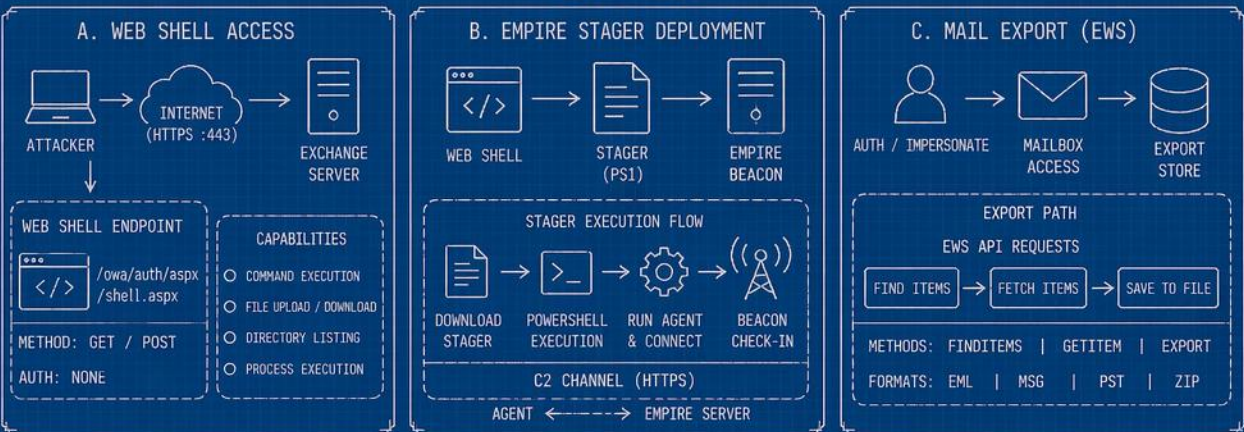 A. WEB SHELL ACCESS
ATTACKER
INTERNET
(HTTPS :443)
EXCHANGE
SERVER
WEB SHELL ENDPOINT
</>
/owa/auth/aspx
/shell.aspx
METHOD: GET / POST
AUTH: NONE
CAPABILITIES
COMMAND EXECUTION
FILE UPLOAD / DOWNLOAD
DIRECTORY LISTING
PROCESS EXECUTION
B. EMPIRE STAGER DEPLOYMENT
</>
WEB SHELL
STAGER
(PS1)
EMPIRE
BEACON
STAGER EXECUTION FLOW
>_
DOWNLOAD
STAGER
POWERSHELL
EXECUTION
RUN AGENT
& CONNECT
BEACON
CHECK-IN
C2 CHANNEL (HTTPS)
AGENT <----> EMPIRE SERVER
C. MAIL EXPORT (EWS)
AUTH / IMPERSONATE
MAILBOX
ACCESS
EXPORT
STORE
EXPORT PATH
EWS API REQUESTS
FIND ITEMS
FETCH ITEMS
SAVE TO FILE
METHODS: FINDITEMS | GETITEM | EXPORT
FORMATS: EML | MSG | PST | ZIP